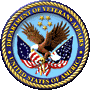 DEPARTMENT OF VETERANS AFFAIRS
UNITED STATES OF AMERICA